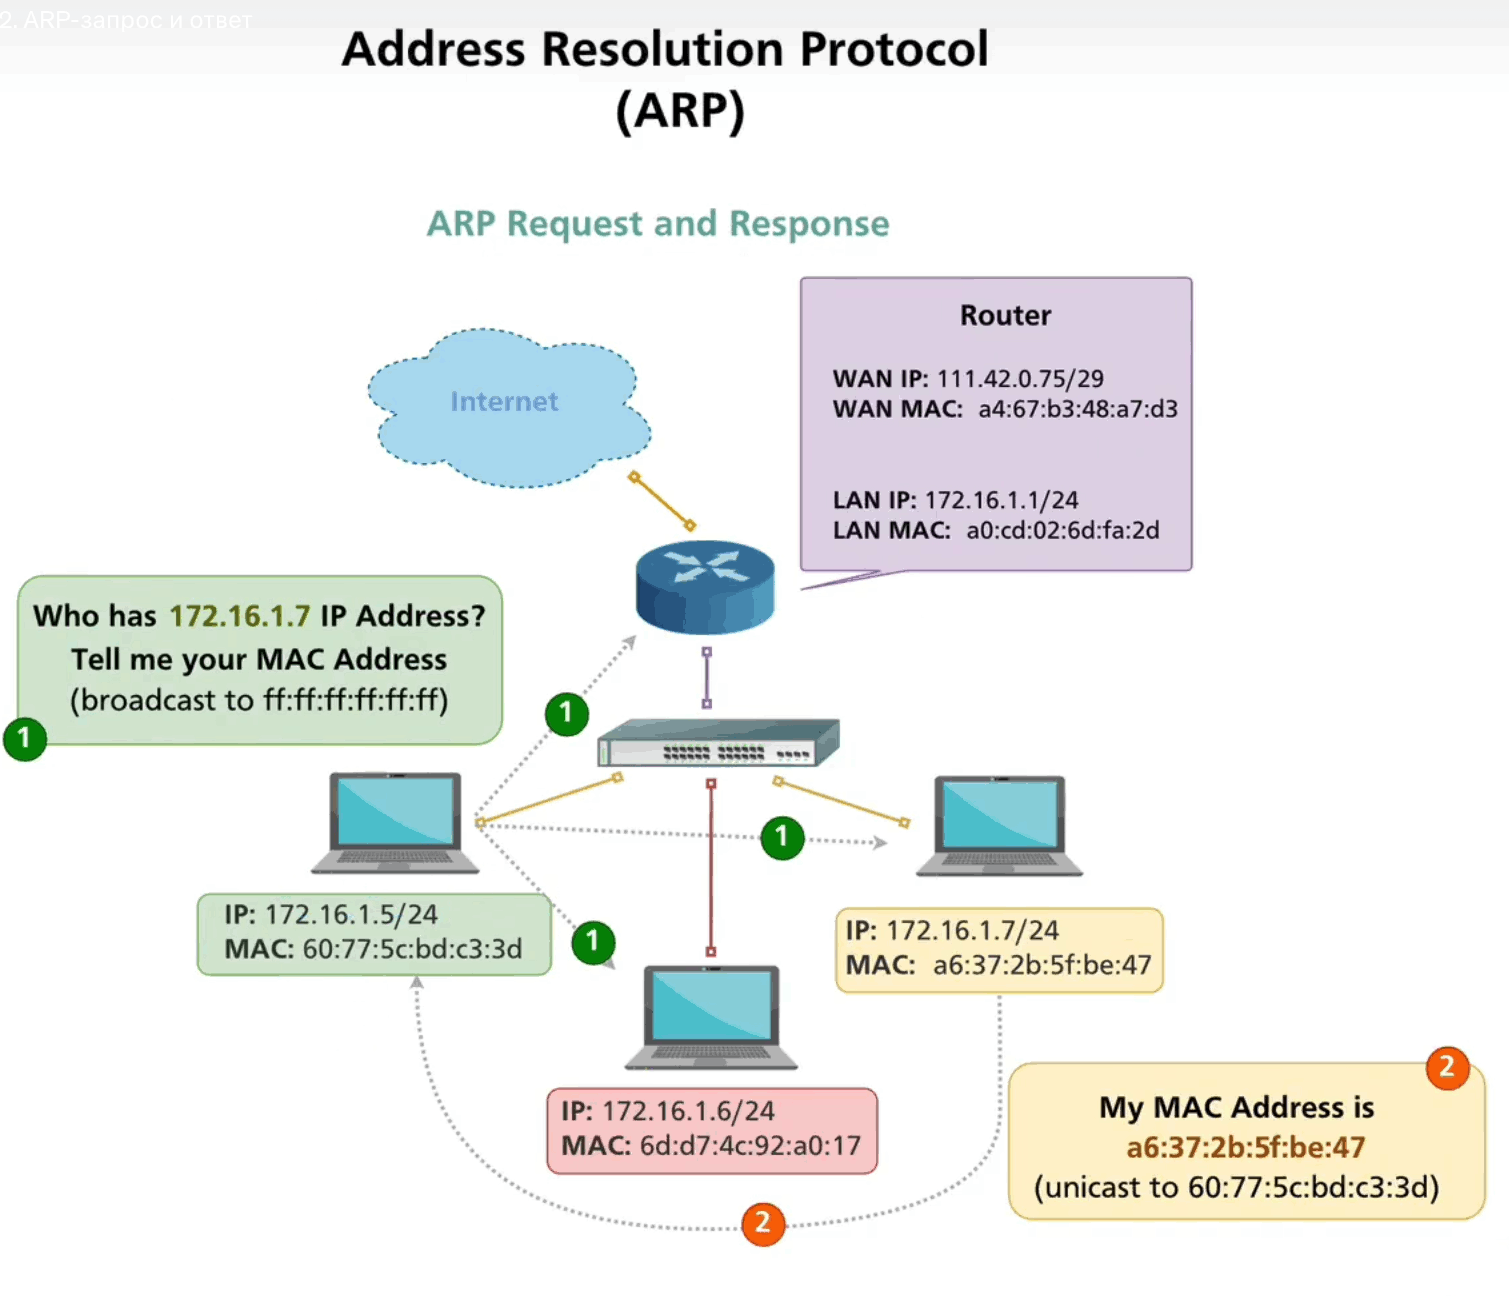 2. ARP-запрос и ответ
Address Resolution Protocol
(ARP)
ARP Request and Response
Router
WAN IP: 111.42.0.75/29
WAN MAC: a4:67:b3:48:a7:d3
LAN IP: 172.16.1.1/24
LAN MAC: a0:cd:02:6d:fa:2d
Internet
Who has 172.16.1.7 IP Address?
Tell me your MAC Address
(broadcast to ff:ff:ff:ff:ff:ff)
1
1
1
1
IP: 172.16.1.5/24
MAC: 60:77:5c:bd:c3:3d
IP: 172.16.1.7/24
MAC: a6:37:2b:5f:be:47
IP: 172.16.1.6/24
MAC: 6d:d7:4c:92:a0:17
2
My MAC Address is
a6:37:2b:5f:be:47
(unicast to 60:77:5c:bd:c3:3d)
2